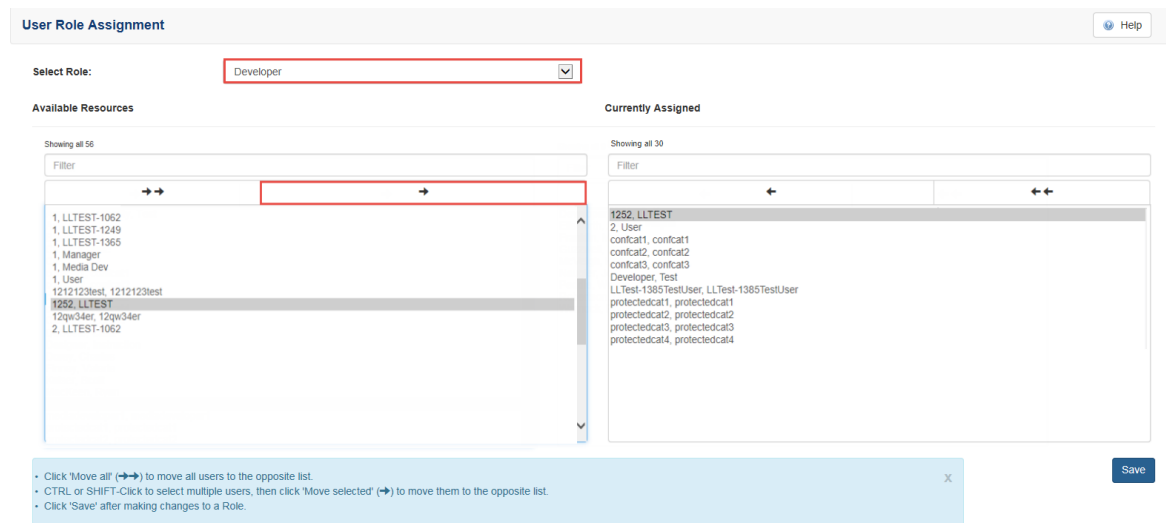 User Role Assignment
Help
Select Role:
Developer
Available Resources
Currently Assigned
Showing all 56
Showing all 30
Filter
Filter
→→
→
←
←←
1, LLTEST-1062
1, LLTEST-1249
1, LLTEST-1365
1, Manager
1, Media Dev
1, User
1212123test, 1212123test
1252, LLTEST
12qw34er, 12qw34er
2, LLTEST-1062
1252, LLTEST
2, User
confcat1, confcat1
confcat2, confcat2
confcat3, confcat3
Developer, Test
LLTest-1385TestUser, LLTest-1385TestUser
protectedcat1, protectedcat1
protectedcat2, protectedcat2
protectedcat3, protectedcat3
protectedcat4, protectedcat4
• Click 'Move all' (→→) to move all users to the opposite list.
• CTRL or SHIFT-Click to select multiple users, then click 'Move selected' (→) to move them to the opposite list.
• Click 'Save' after making changes to a Role.
X
Save